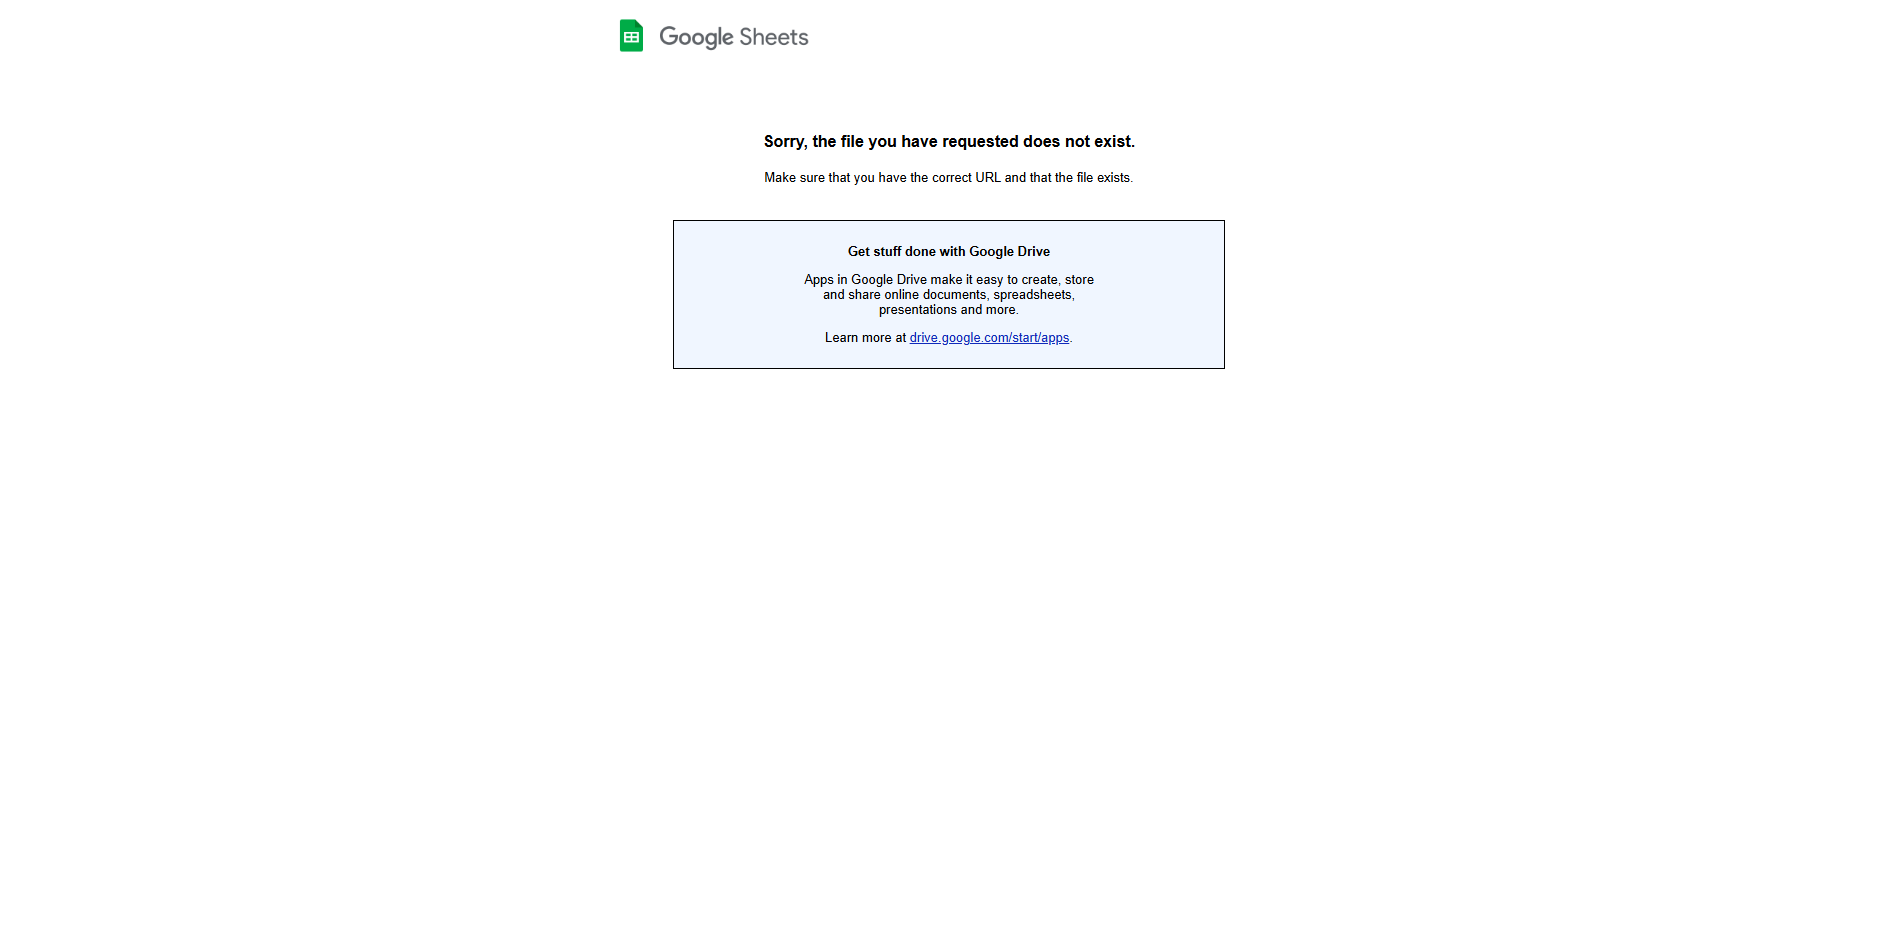 Google Sheets
Sorry, the file you have requested does not exist.
Make sure that you have the correct URL and that the file exists.
Get stuff done with Google Drive
Apps in Google Drive make it easy to create, store
and share online documents, spreadsheets,
presentations and more.
Learn more at drive.google.com/start/apps.